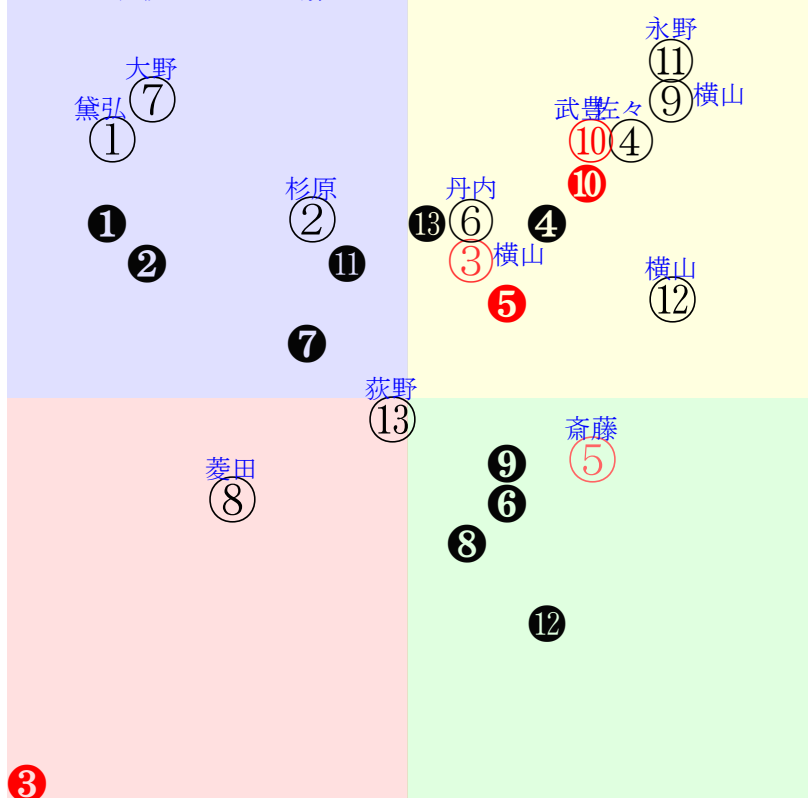 永野
⑪
大野
⑦
⑨ 横山
黛弘
①
武豊
⑩
佐々
④
❿
杉原
②
丹内
⑥
⓭
❹
❶
❷
⓫
③ 横山
横山
⑫
❺
❼
荻野
⑬
斎藤
⑤
❾
菱田
⑧
❻
❽
⓬
❸